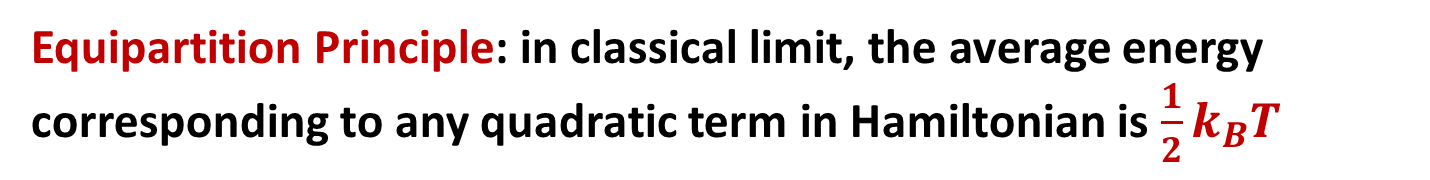 Equipartition Principle: in classical limit, the average energy
corresponding to any quadratic term in Hamiltonian is $\frac{1}{2} k_B T$